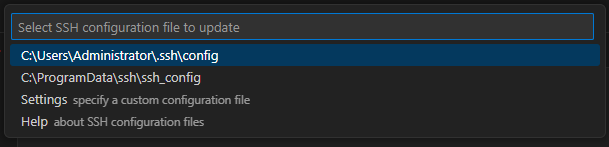 Select SSH configuration file to update
C:\Users\Administrator\.ssh\config
C:\ProgramData\ssh\ssh_config
Settings specify a custom configuration file
Help about SSH configuration files